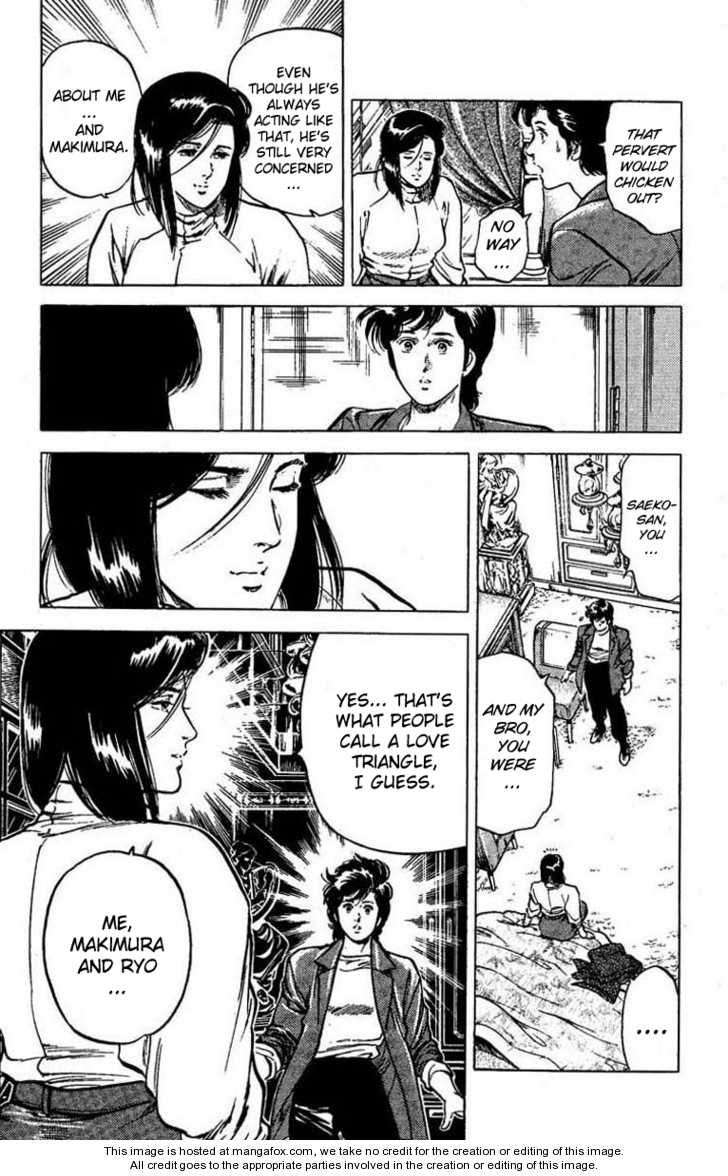 THAT
PERVERT
WOULD
CHICKEN
OUT?
NO
WAY
...
EVEN
THOUGH HE'S
ALWAYS
ACTING LIKE
THAT, HE'S
STILL VERY
CONCERNED
...
ABOUT ME
...
AND
MAKIMURA.
SAEKO-
SAN,
YOU
...
AND MY
BRO,
YOU
WERE
...
....
YES... THAT'S
WHAT PEOPLE
CALL A LOVE
TRIANGLE,
I GUESS.
ME,
MAKIMURA
AND RYO
...
This image is hosted at mangafox.com, we take no credit for the creation or editing of this image.
All credit goes to the appropriate parties involved in the creation and editing of this image.